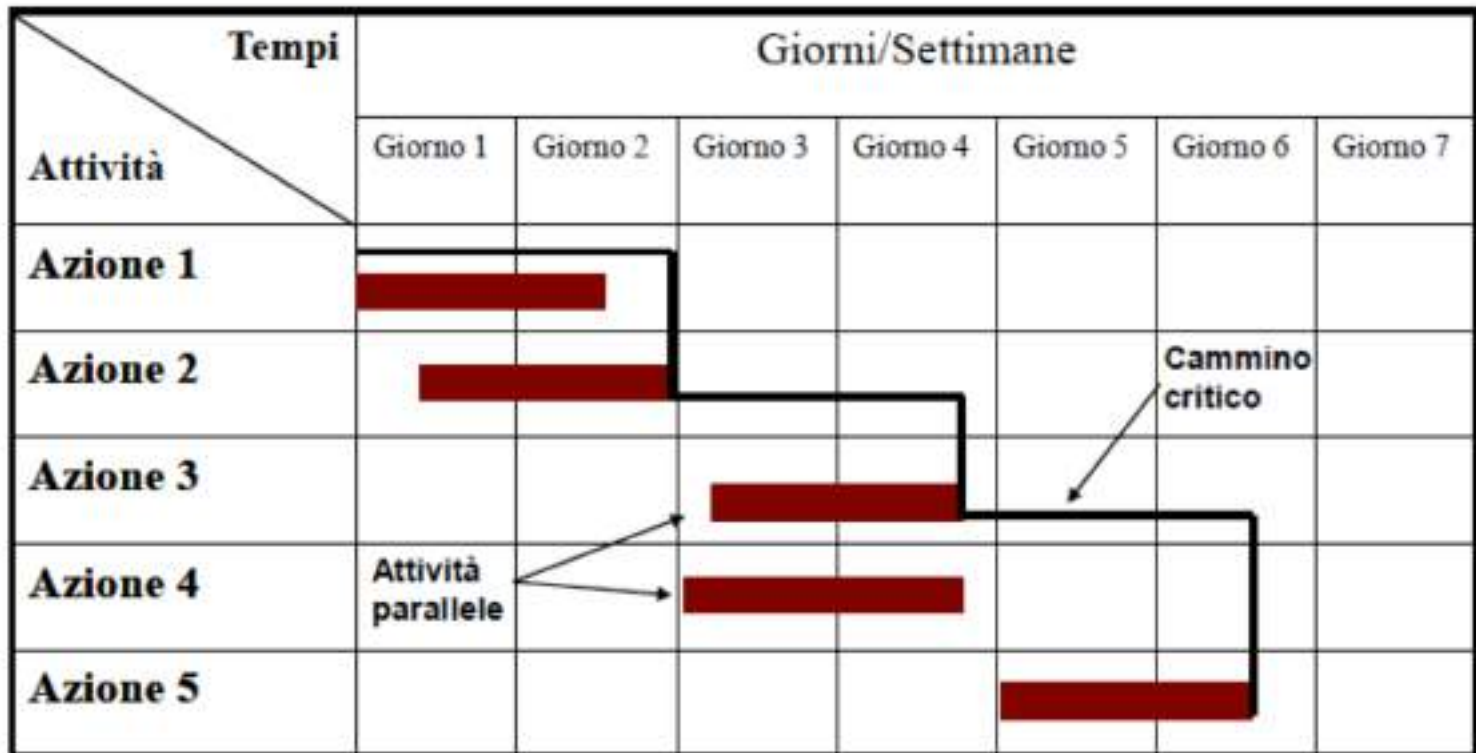 Tempi
Giorni/Settimane
Attività
Giorno 1
Giorno 2
Giorno 3
Giorno 4
Giorno 5
Giorno 6
Giorno 7
Azione 1
Azione 2
Cammino
critico
Azione 3
Attività
parallele
Azione 4
Azione 5